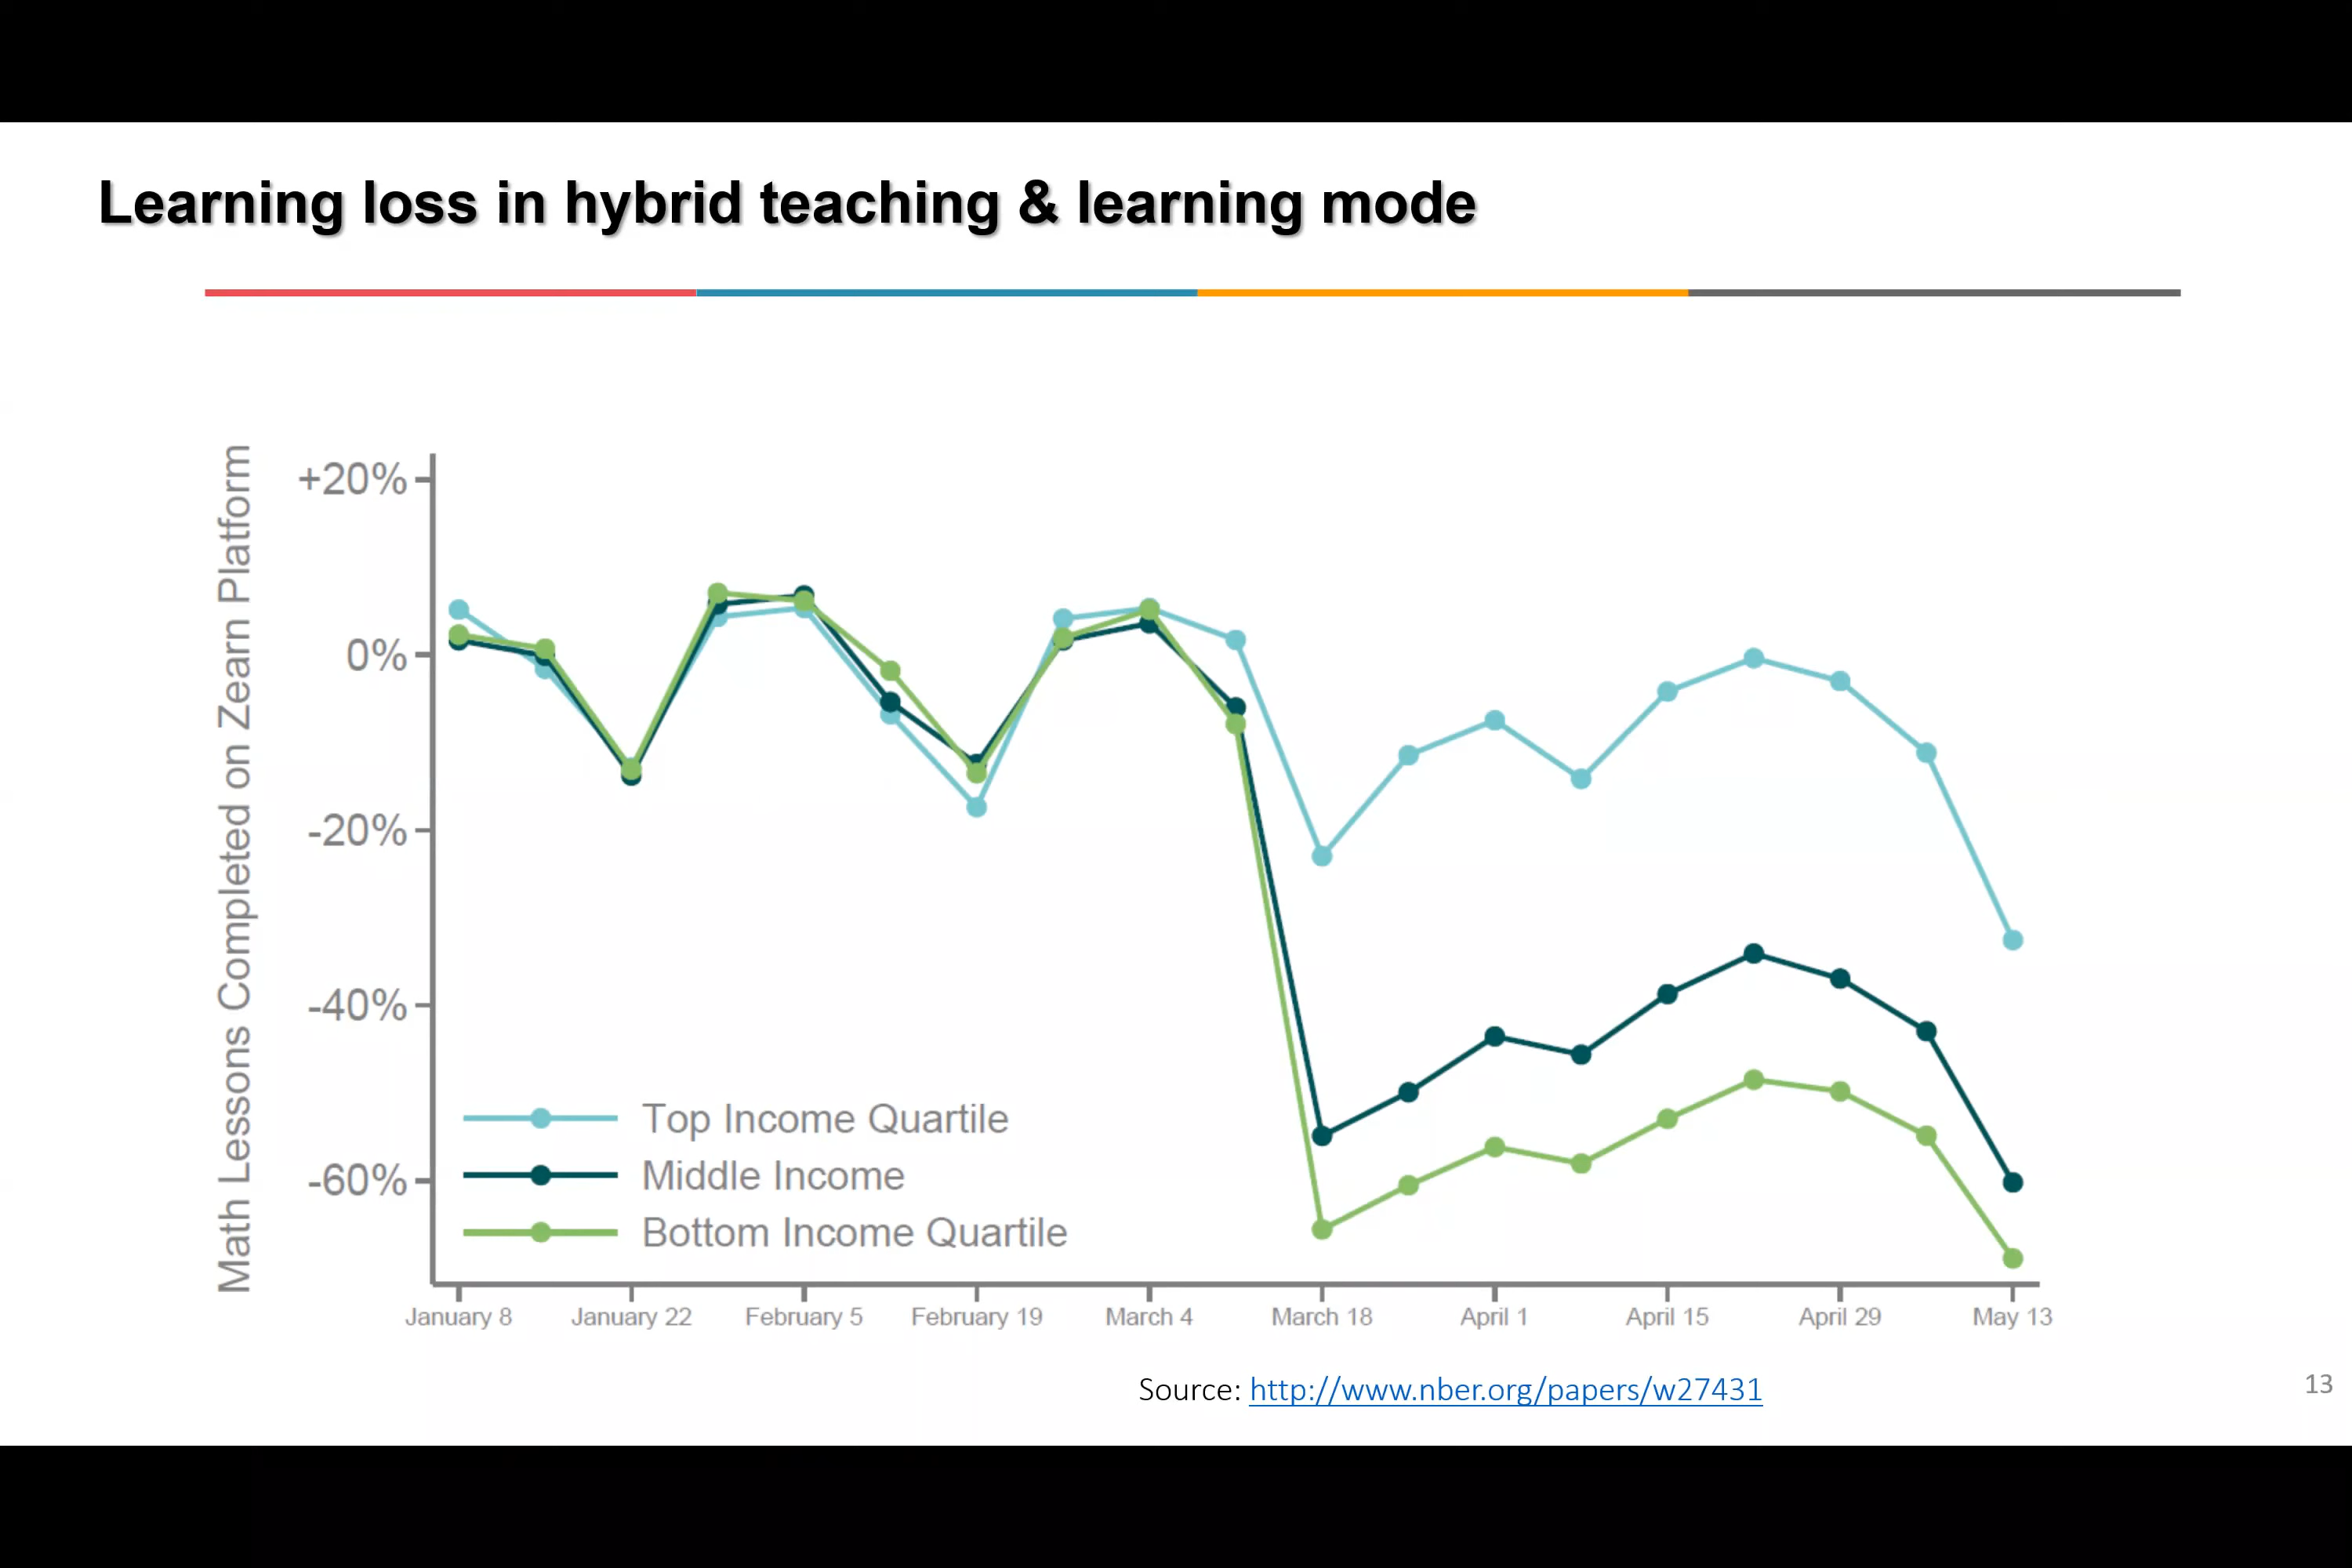 Learning loss in hybrid teaching & learning mode
Math Lessons Completed on Zearn Platform
+20%
0%
-20%
-40%
-60%
Top Income Quartile
Middle Income
Bottom Income Quartile
January 8
January 22
February 5
February 19
March 4
March 18
April 1
April 15
April 29
May 13
Source: http://www.nber.org/papers/w27431
13